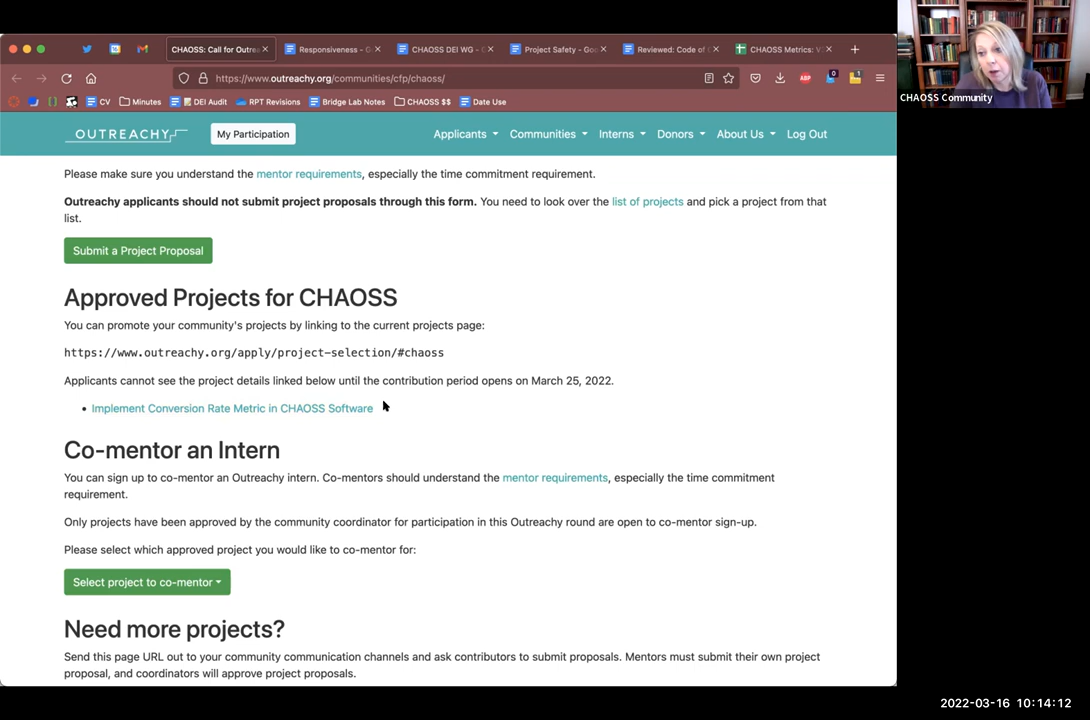 CHAOSS: Call for Outre
Responsiveness - G
CHAOSS DEI WG - G
Project Safety - Goo
Reviewed: Code of
CHAOSS Metrics: V
https://www.outreachy.org/communities/cfp/chaoss/
CV Minutes DEI Audit RPT Revisions Bridge Lab Notes CHAOSS $$ Date Use
CHAOSS Community
OUTREACHY My Participation Applicants Communities Interns Donors About Us Log Out
Please make sure you understand the mentor requirements, especially the time commitment requirement.
Outreachy applicants should not submit project proposals through this form. You need to look over the list of projects and pick a project from that
list.
Submit a Project Proposal
Approved Projects for CHAOSS
You can promote your community's projects by linking to the current projects page:
https://www.outreachy.org/apply/project-selection/#chaoss
Applicants cannot see the project details linked below until the contribution period opens on March 25, 2022.
• Implement Conversion Rate Metric in CHAOSS Software
Co-mentor an Intern
You can sign up to co-mentor an Outreachy intern. Co-mentors should understand the mentor requirements, especially the time commitment
requirement.
Only projects have been approved by the community coordinator for participation in this Outreachy round are open to co-mentor sign-up.
Please select which approved project you would like to co-mentor for:
Select project to co-mentor
Need more projects?
Send this page URL out to your community communication channels and ask contributors to submit proposals. Mentors must submit their own project
proposal, and coordinators will approve project proposals.
2022-03-16 10:14:12